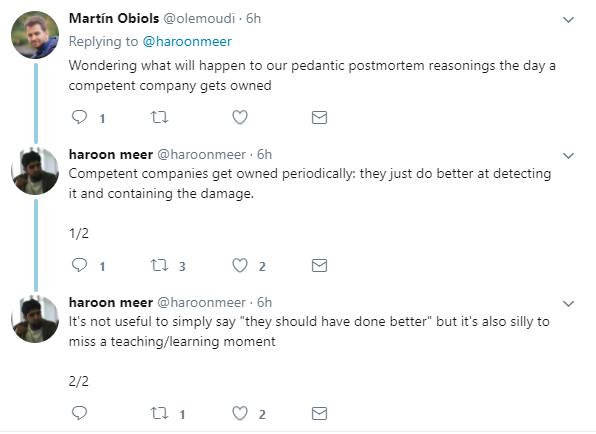 Martín Obiols @olemoudi · 6h
Replying to @haroonmeer
Wondering what will happen to our pedantic postmortem reasonings the day a
competent company gets owned
1
haroon meer @haroonmeer · 6h
Competent companies get owned periodically: they just do better at detecting
it and containing the damage.
1/2
1 3 2
haroon meer @haroonmeer · 6h
It's not useful to simply say "they should have done better" but it's also silly to
miss a teaching/learning moment
2/2
1 2